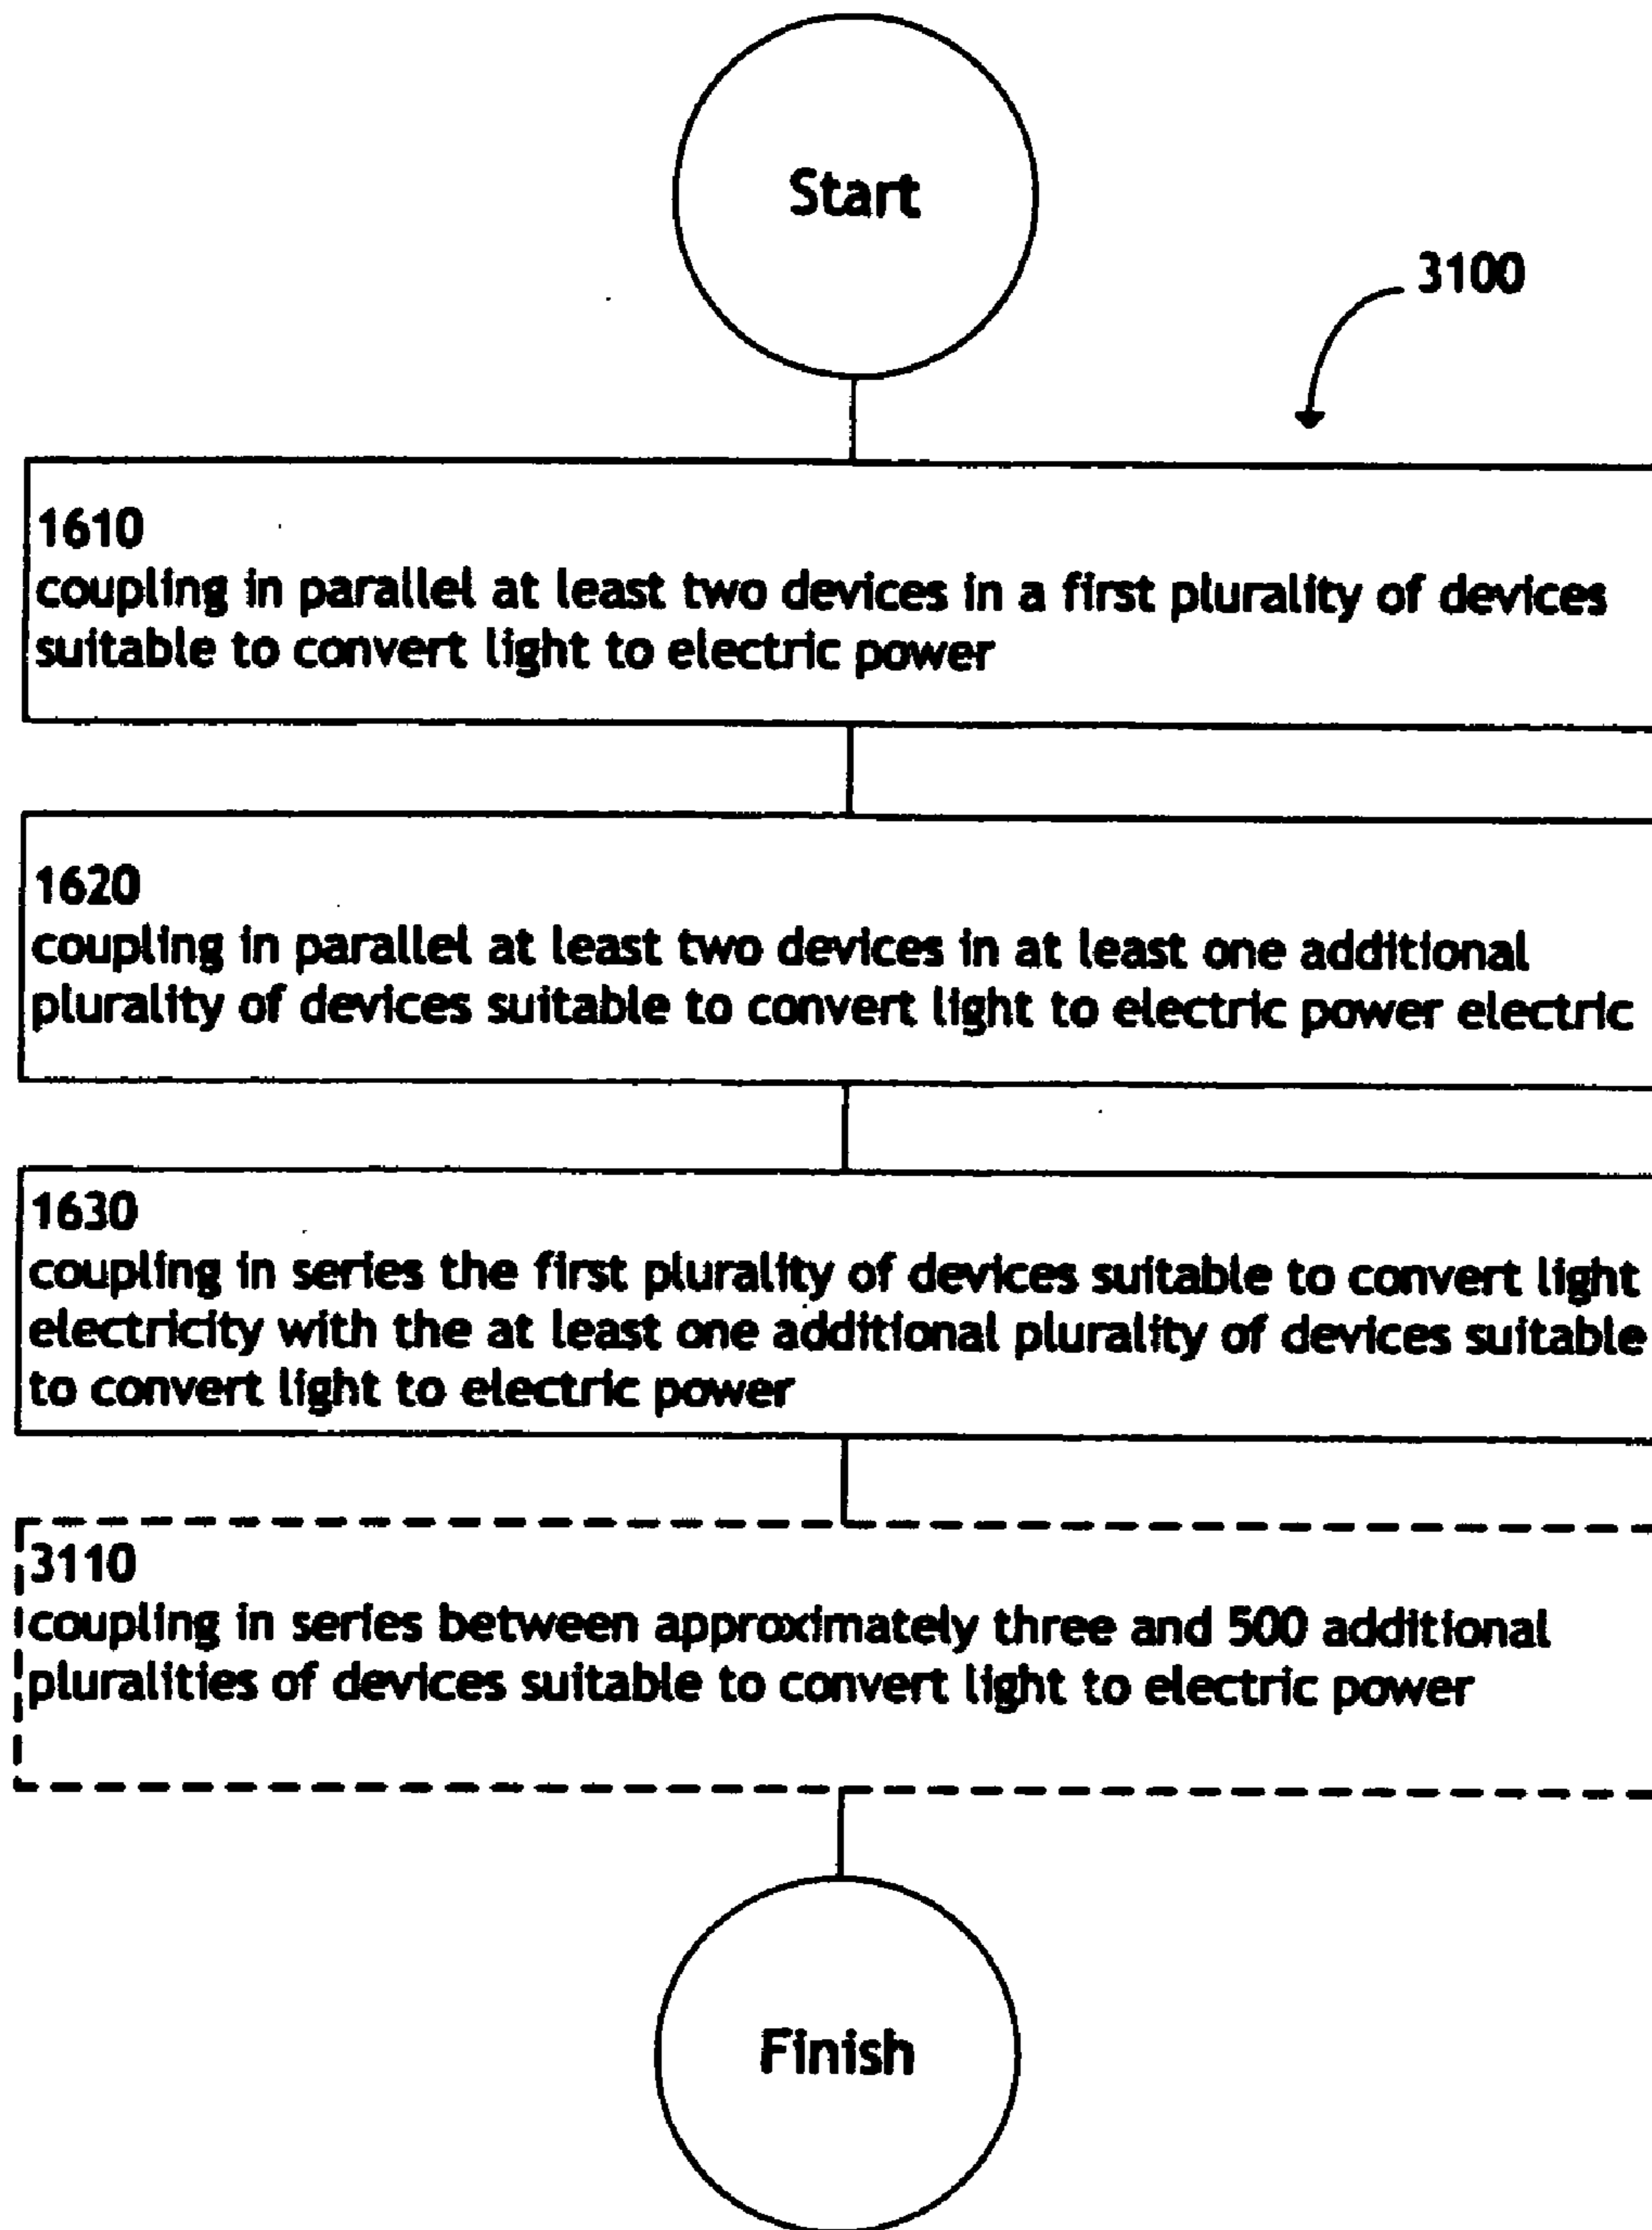 Start
3100
1610
coupling in parallel at least two devices in a first plurality of devices
suitable to convert light to electric power
1620
coupling in parallel at least two devices in at least one additional
plurality of devices suitable to convert light to electric power electric
1630
coupling in series the first plurality of devices suitable to convert light
electricity with the at least one additional plurality of devices suitable
to convert light to electric power
3110
coupling in series between approximately three and 500 additional
pluralities of devices suitable to convert light to electric power
Finish